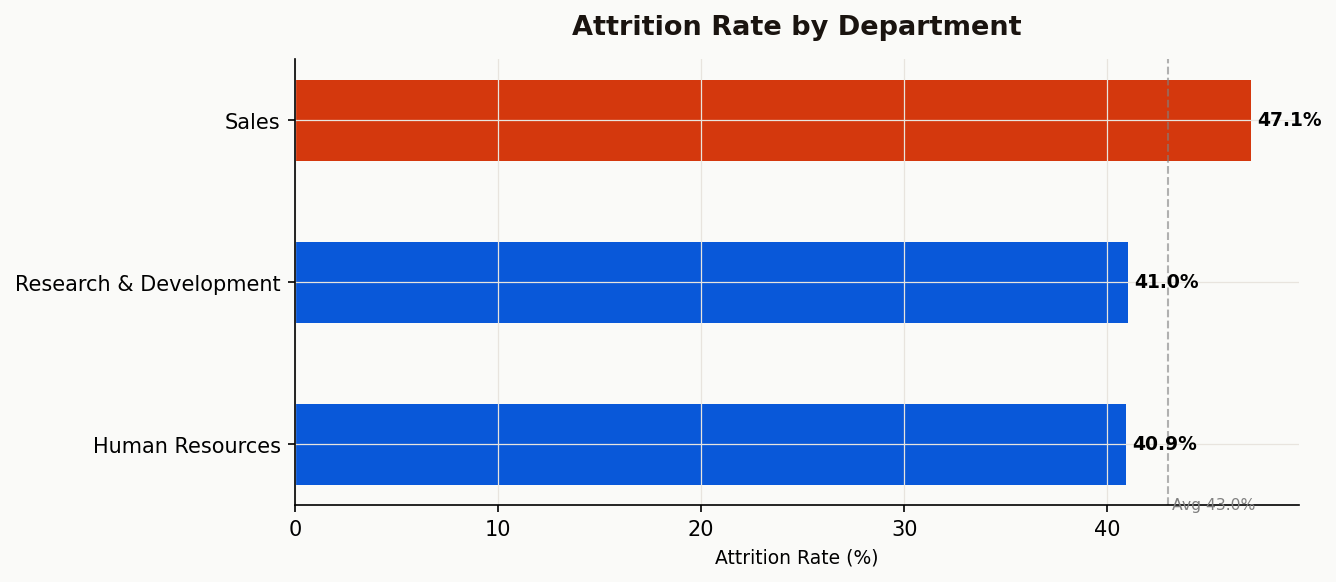 Attrition Rate by Department
Sales
47.1%
Research & Development
41.0%
Human Resources
40.9%
Avg 43.0%
0 10 20 30 40
Attrition Rate (%)